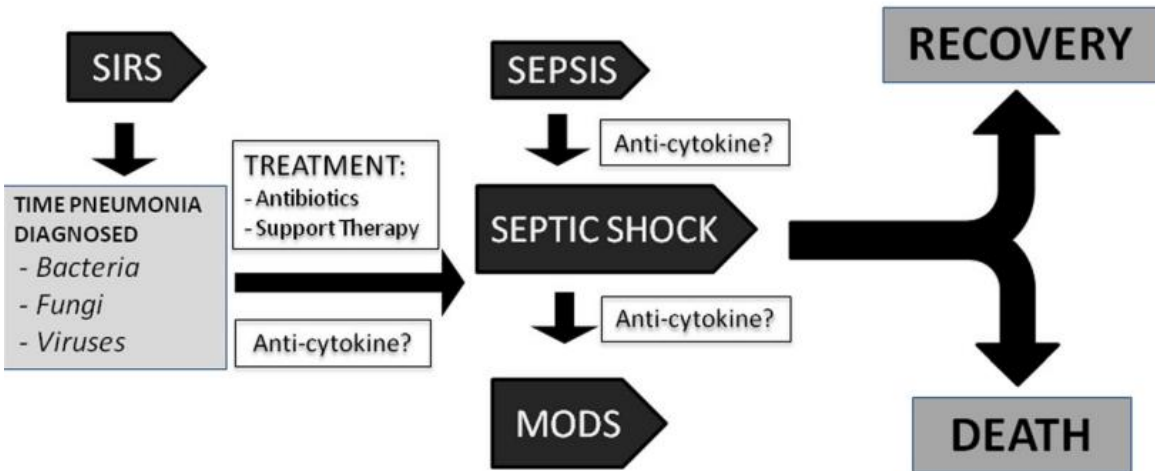 SIRS
TIME PNEUMONIA
DIAGNOSED
- Bacteria
- Fungi
- Viruses
TREATMENT:
- Antibiotics
- Support Therapy
Anti-cytokine?
SEPSIS
Anti-cytokine?
SEPTIC SHOCK
Anti-cytokine?
MODS
RECOVERY
DEATH